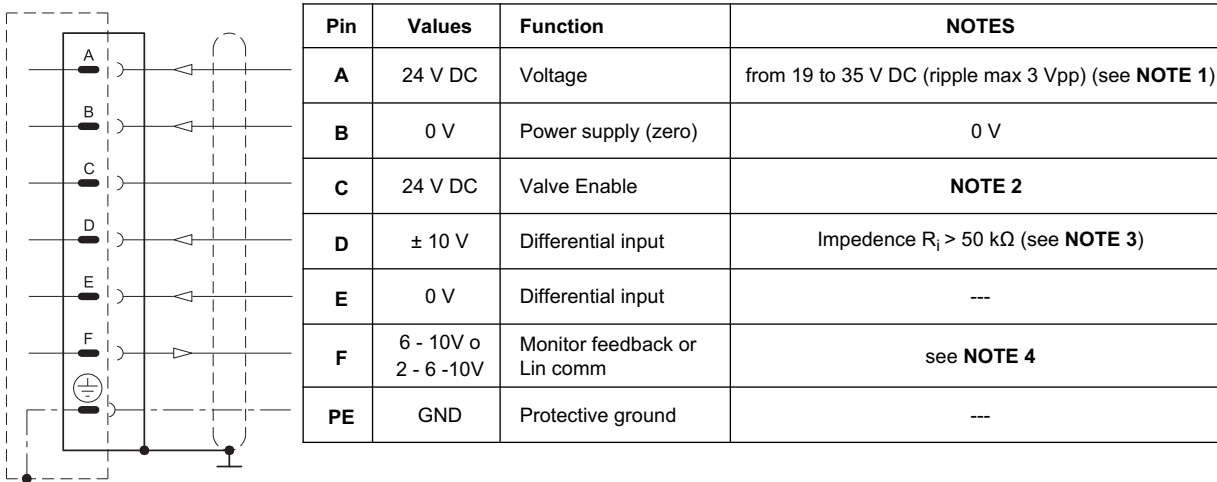 A
B
C
D
E
F
Pin Values Function NOTES
A 24 V DC Voltage from 19 to 35 V DC (ripple max 3 Vpp) (see NOTE 1)
B 0 V Power supply (zero) 0 V
C 24 V DC Valve Enable NOTE 2
D ± 10 V Differential input Impedence Ri > 50 kΩ (see NOTE 3)
E 0 V Differential input ---
F 6 - 10V o
2 - 6 -10V Monitor feedback or
Lin comm see NOTE 4
PE GND Protective ground ---